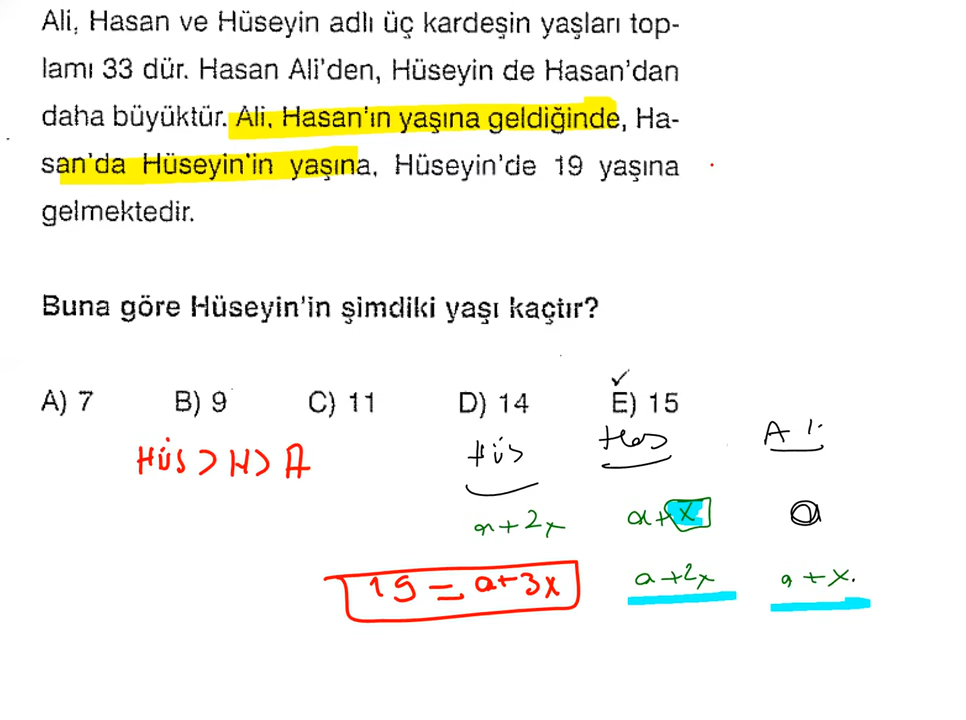 Ali, Hasan ve Hüseyin adlı üç kardeşin yaşları top-
lamı 33 dür. Hasan Ali'den, Hüseyin de Hasan'dan
daha büyüktür. Ali, Hasan'ın yaşına geldiğinde, Ha-
san'da Hüseyin'in yaşına, Hüseyin'de 19 yaşına
gelmektedir.
Buna göre Hüseyin'in şimdiki yaşı kaçtır?
A) 7 B) 9 C) 11 D) 14 E) 15
HÜS > H > A Hüs Has Ali
a+2x a+x a
19 = a+3x a+2x a+x.